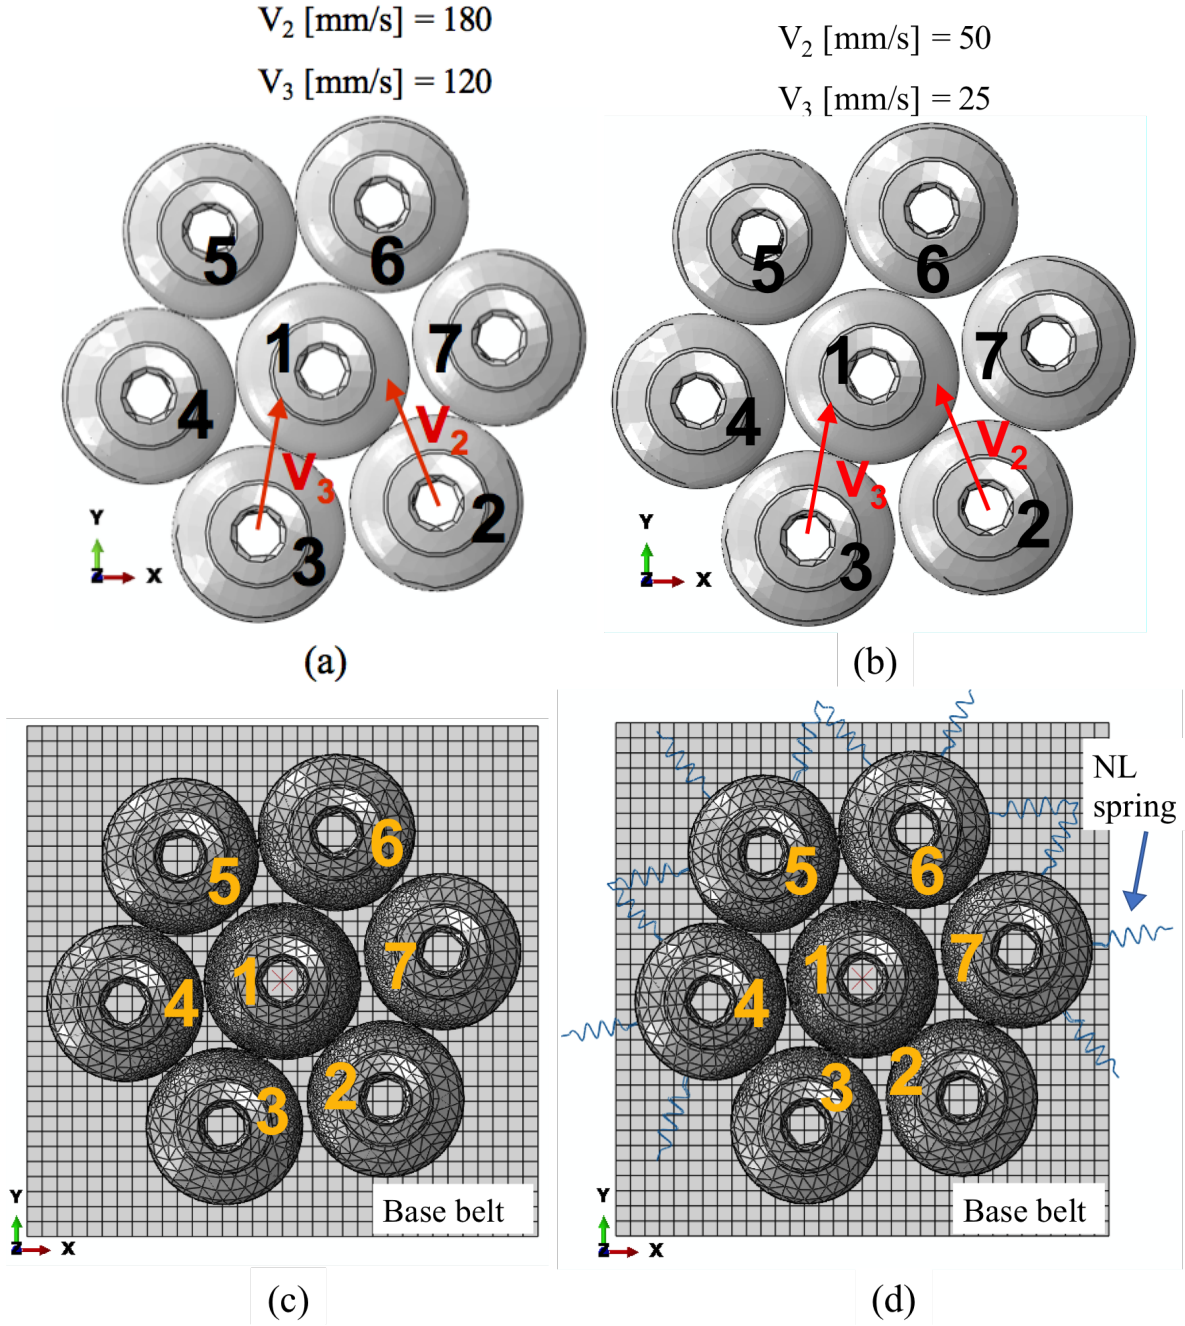 V₂ [mm/s] = 180
V₃ [mm/s] = 120
5
6
1
7
4
V₂
V₃
2
3
Y
Z
X
(a)
V₂ [mm/s] = 50
V₃ [mm/s] = 25
5
6
1
7
4
V₂
V₃
2
3
Y
Z
X
(b)
6
5
7
1
4
2
3
Base belt
Y
Z
X
(c)
NL
spring
5
6
7
1
4
2
3
Base belt
Y
Z
X
(d)